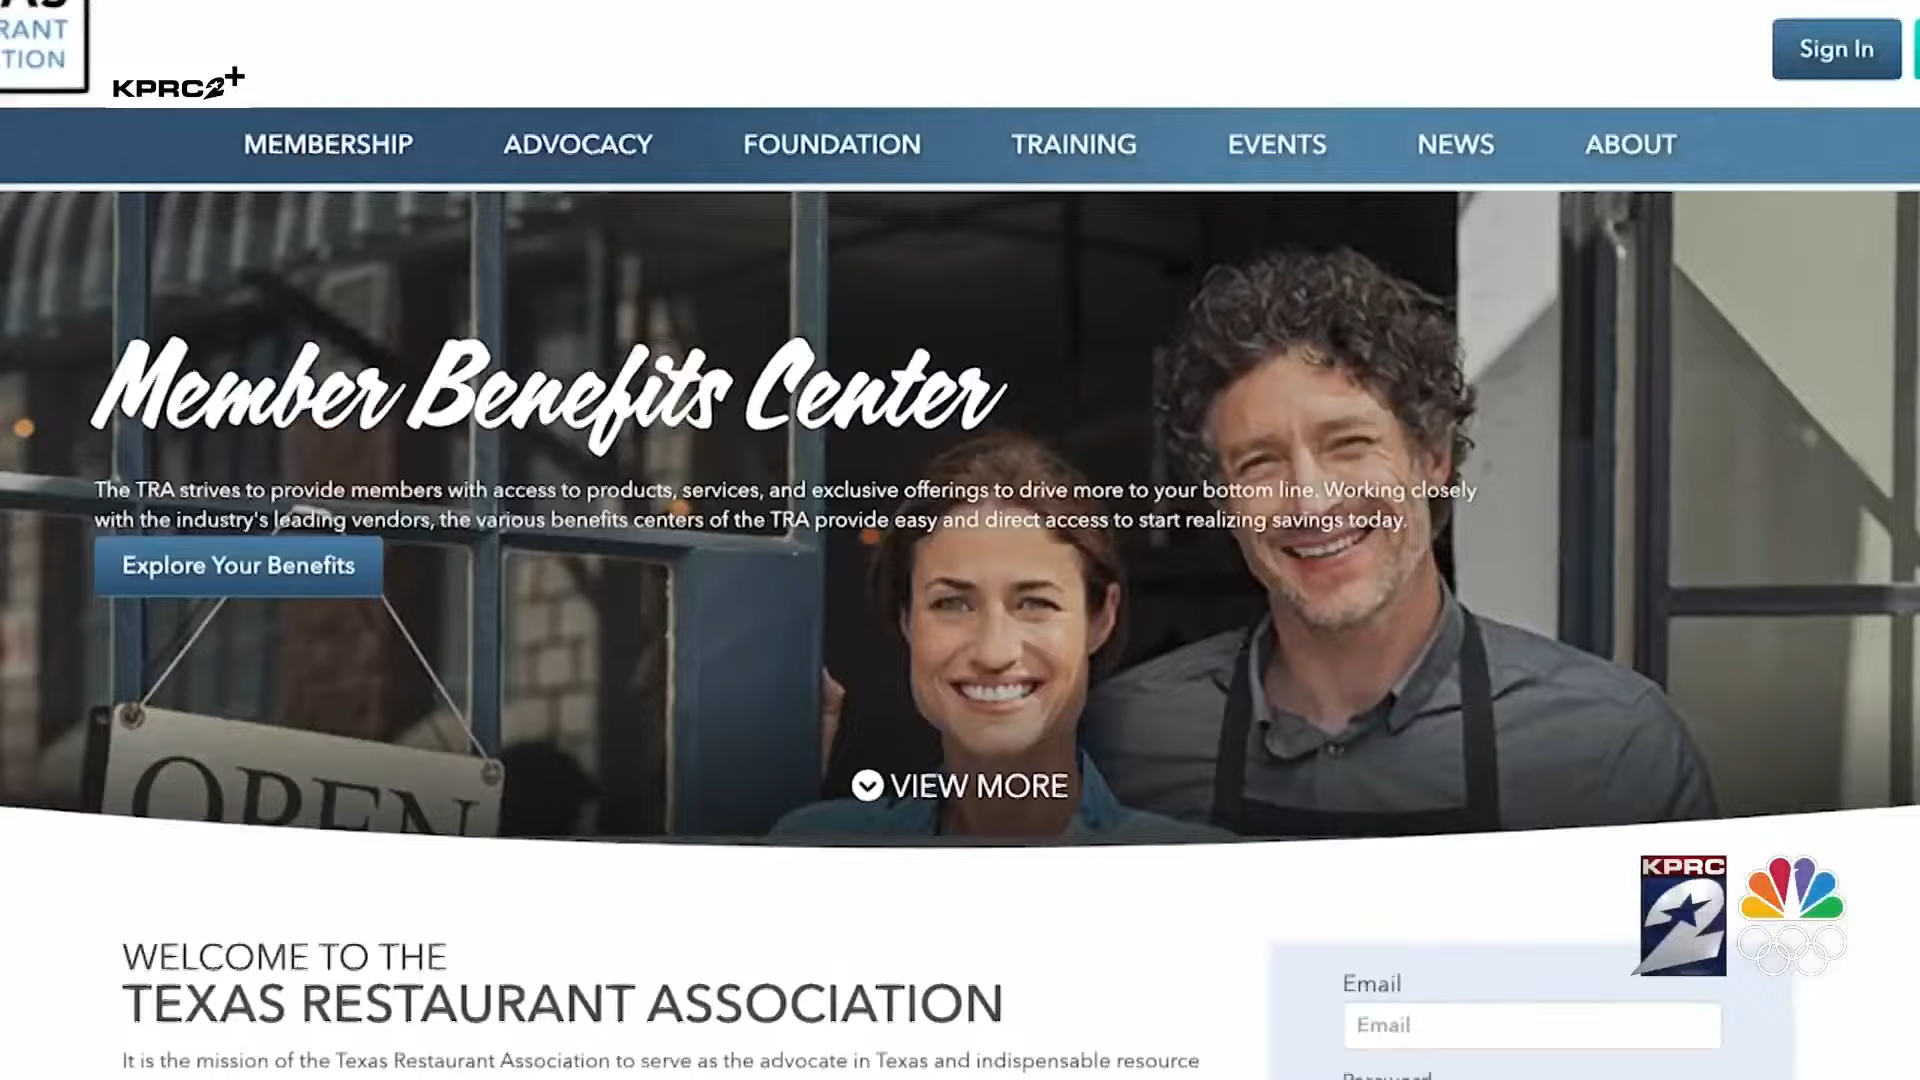 RANT
TION
KPRC2+
Sign In
MEMBERSHIP ADVOCACY FOUNDATION TRAINING EVENTS NEWS ABOUT
Member Benefits Center
The TRA strives to provide members with access to products, services, and exclusive offerings to drive more to your bottom line. Working closely
with the industry's leading vendors, the various benefits centers of the TRA provide easy and direct access to start realizing savings today.
Explore Your Benefits
OPEN
VIEW MORE
KPRC
2
WELCOME TO THE
TEXAS RESTAURANT ASSOCIATION
It is the mission of the Texas Restaurant Association to serve as the advocate in Texas and indispensable resource
Email
Email
Password